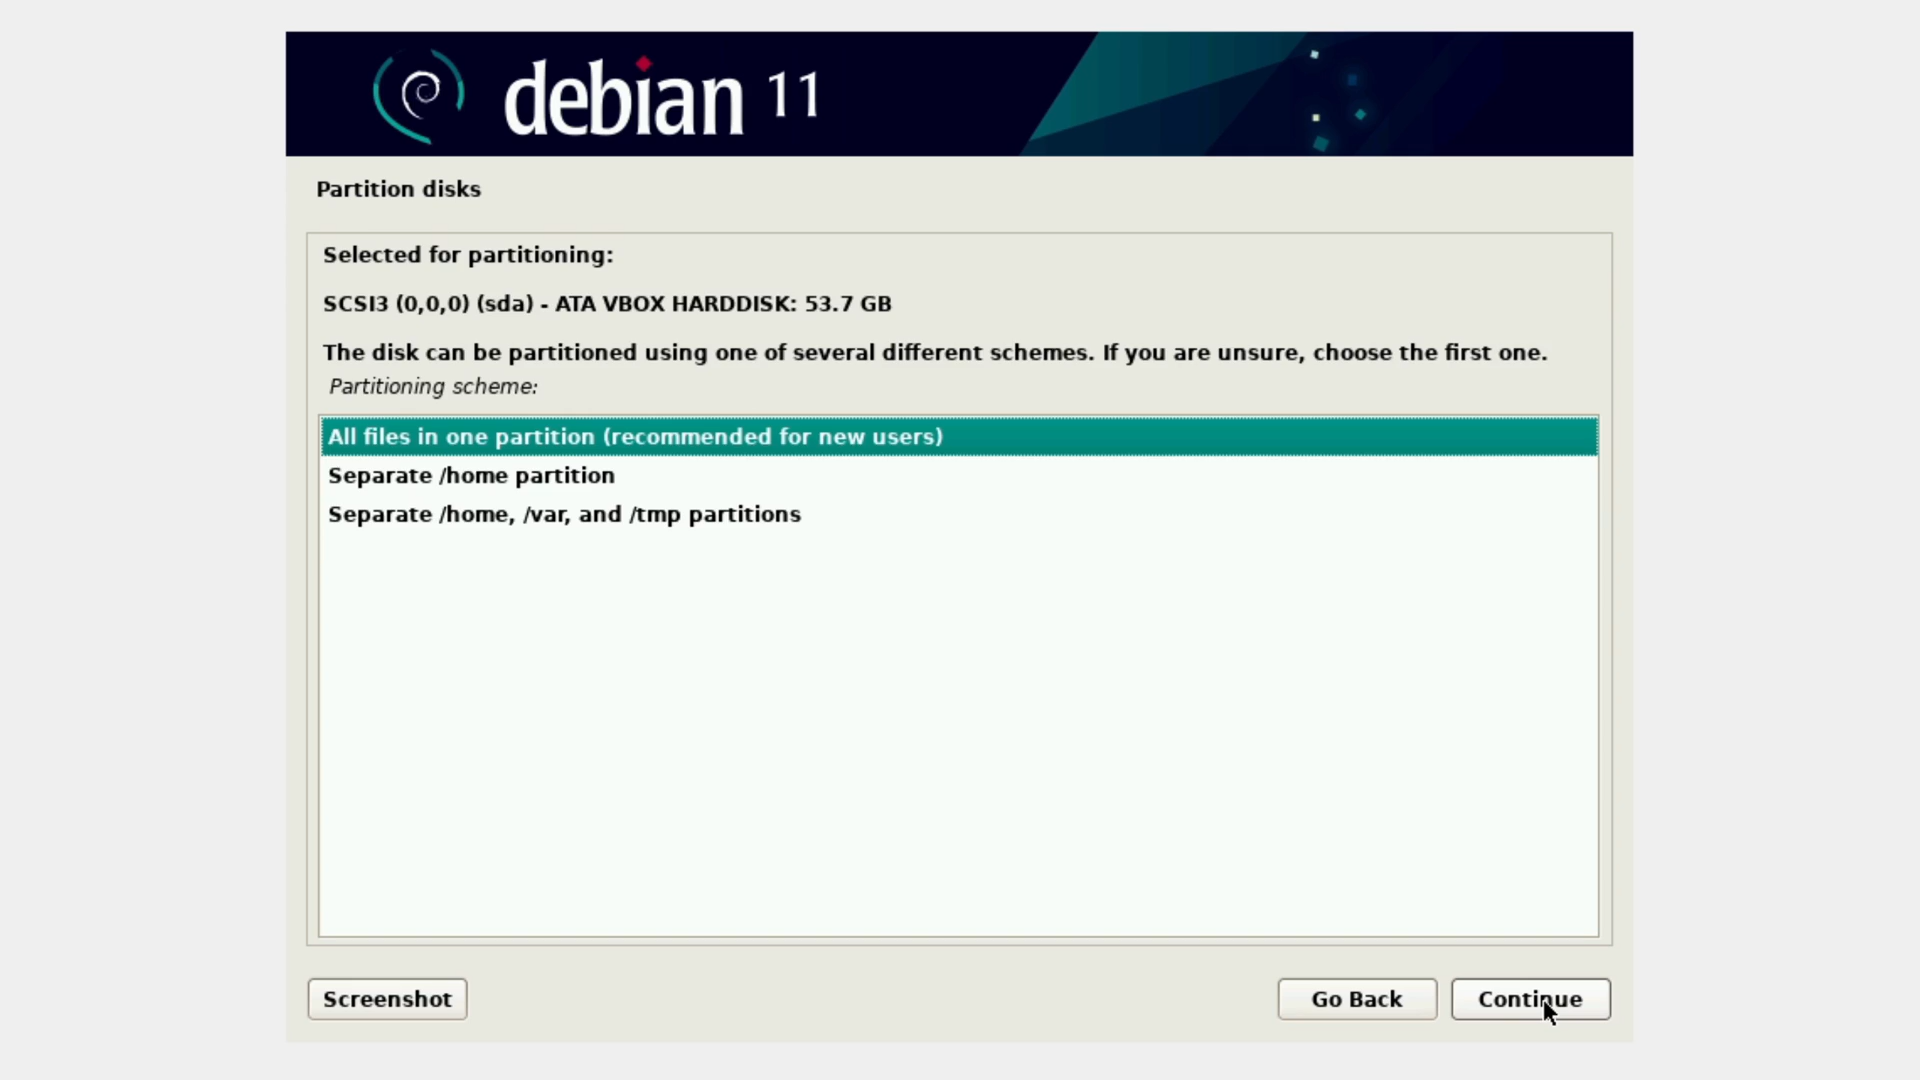 debian 11
Partition disks
Selected for partitioning:
SCSI3 (0,0,0) (sda) - ATA VBOX HARDDISK: 53.7 GB
The disk can be partitioned using one of several different schemes. If you are unsure, choose the first one.
Partitioning scheme:
All files in one partition (recommended for new users)
Separate /home partition
Separate /home, /var, and /tmp partitions
Screenshot
Go Back
Continue